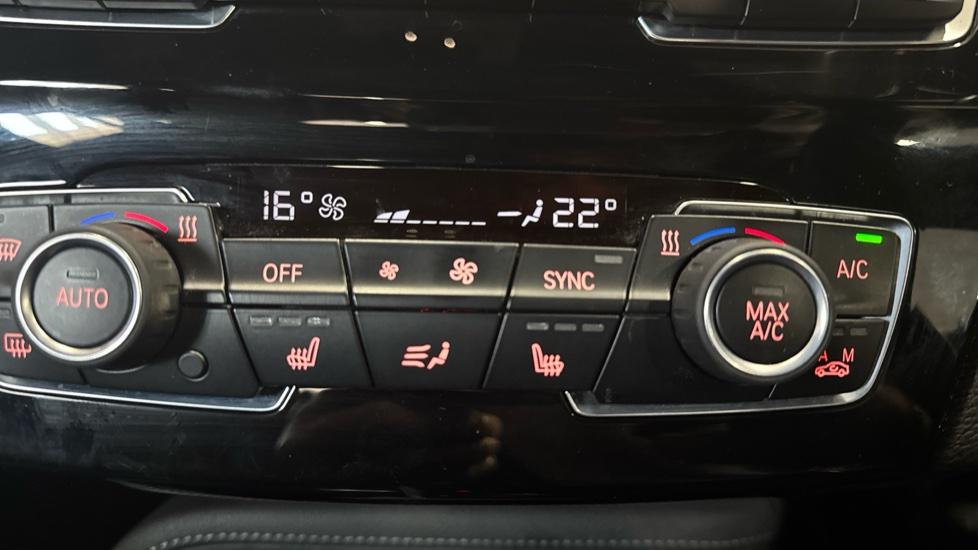 16° 22°
OFF SYNC A/C
AUTO MAX
A/C
A M